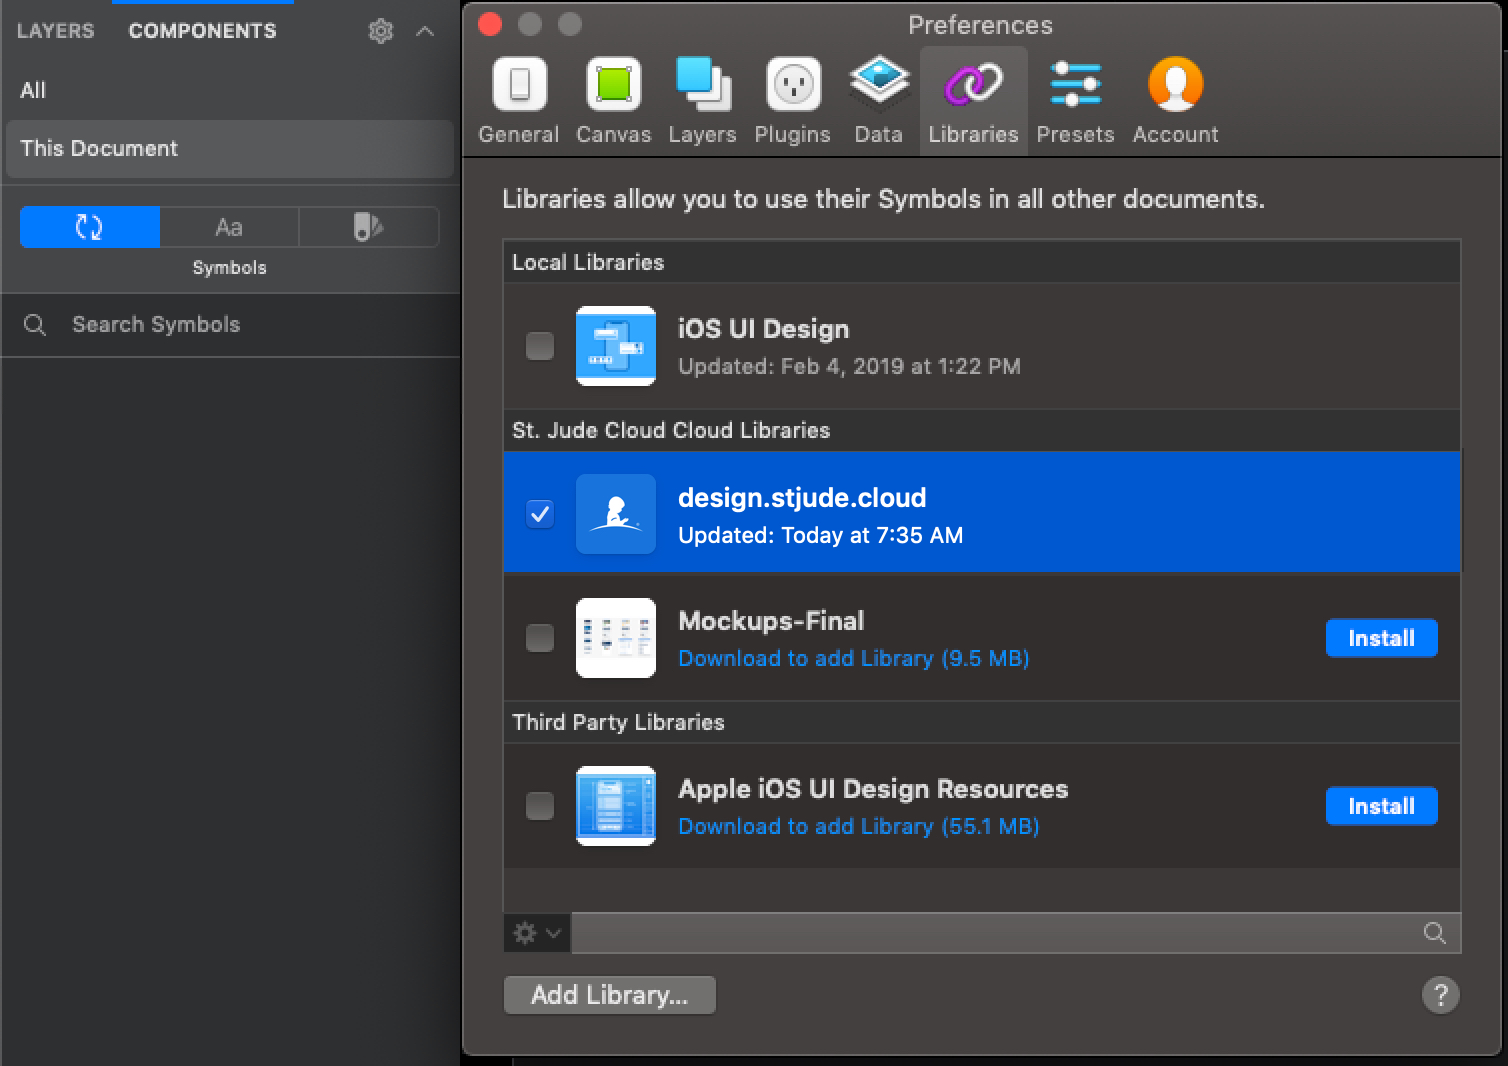 LAYERS COMPONENTS
All
This Document
Aa
Symbols
Search Symbols
Preferences
General Canvas Layers Plugins Data Libraries Presets Account
Libraries allow you to use their Symbols in all other documents.
Local Libraries
iOS UI Design
Updated: Feb 4, 2019 at 1:22 PM
St. Jude Cloud Cloud Libraries
design.stjude.cloud
Updated: Today at 7:35 AM
Mockups-Final
Download to add Library (9.5 MB)
Install
Third Party Libraries
Apple iOS UI Design Resources
Download to add Library (55.1 MB)
Install
Add Library...
?